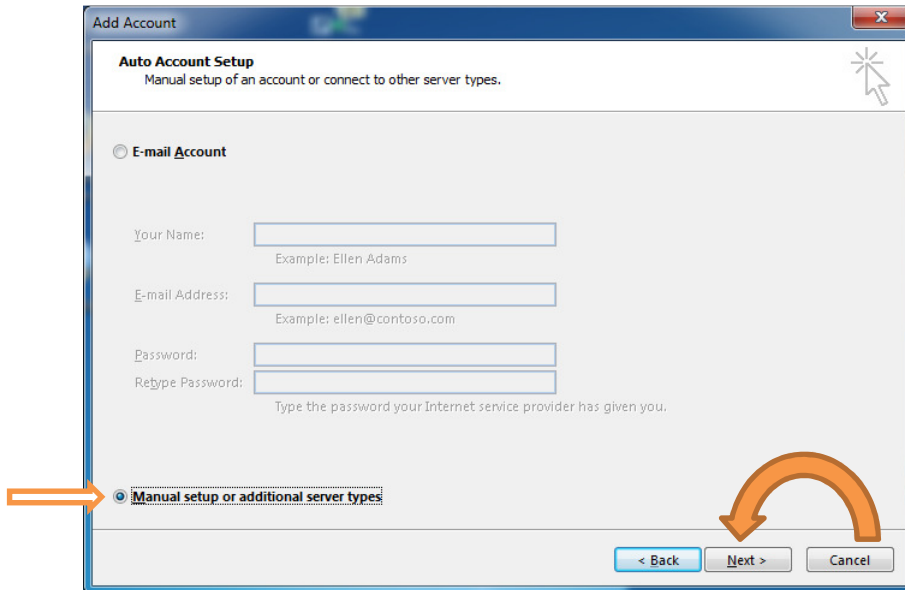 Add Account
Auto Account Setup
Manual setup of an account or connect to other server types.
E-mail Account
Your Name:
Example: Ellen Adams
E-mail Address:
Example: ellen@contoso.com
Password:
Retype Password:
Type the password your Internet service provider has given you.
Manual setup or additional server types
< Back Next > Cancel